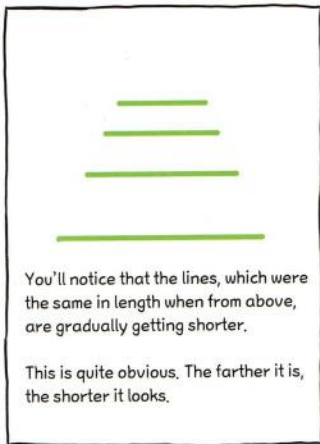 You'll notice that the lines, which were
the same in length when from above,
are gradually getting shorter.
This is quite obvious. The farther it is,
the shorter it looks.